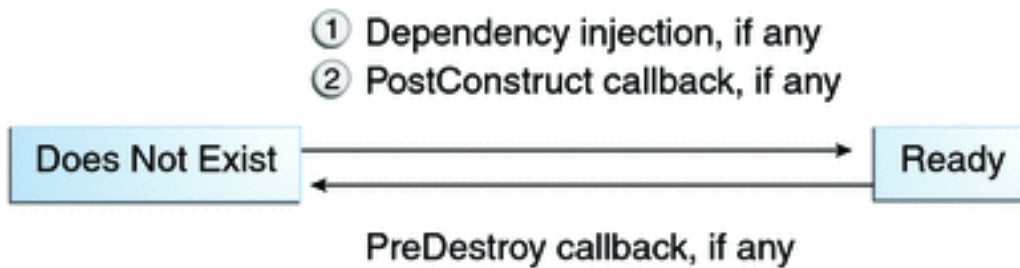 1 Dependency injection, if any
2 PostConstruct callback, if any
Does Not Exist
Ready
PreDestroy callback, if any